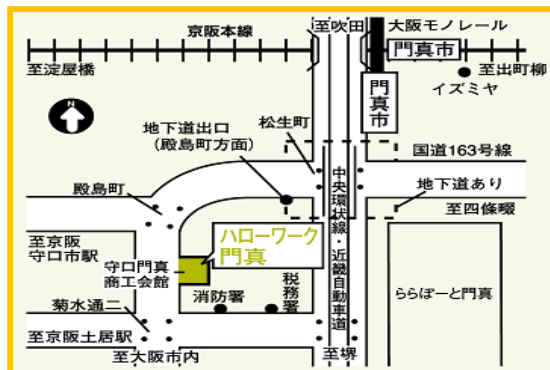 至吹田
大阪モノレール
京阪本線
門真市
至淀屋橋
至出町柳
イズミヤ
門真市
N
地下道出口
(殿島町方面)
松生町
国道163号線
殿島町
地下道あり
至四條畷
中央環状線・近畿自動車道
至京阪
守口市駅
ハローワーク
門真
守口門真
商工会館
消防署
税務署
ららぽーと門真
菊水通二
至京阪土居駅
至大阪市内
至堺